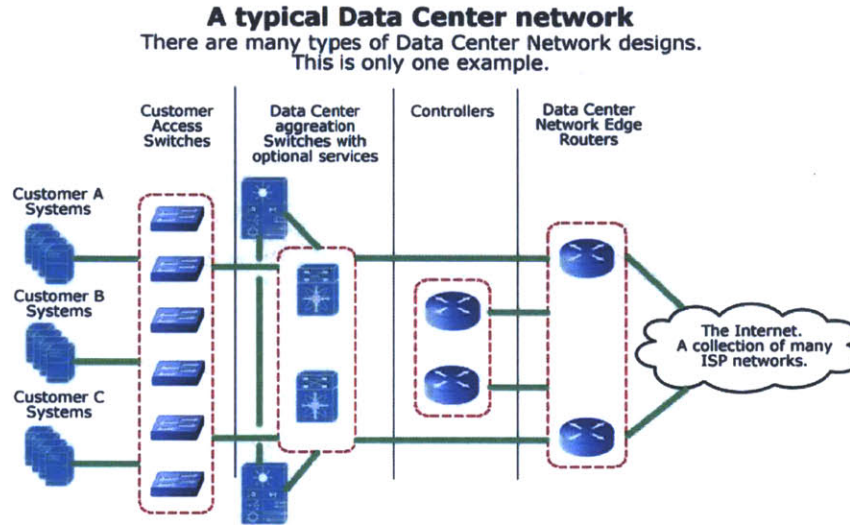 A typical Data Center network
There are many types of Data Center Network designs.
This is only one example.
Customer
Access
Switches
Data Center
aggreation
Switches with
optional services
Controllers
Data Center
Network Edge
Routers
Customer A
Systems
Customer B
Systems
Customer C
Systems
The Internet.
A collection of many
ISP networks.